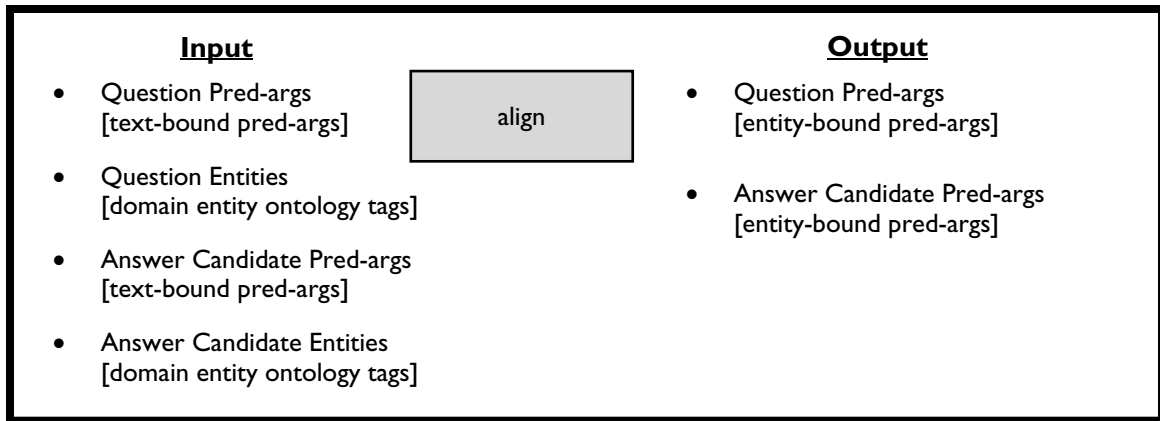 Input
• Question Pred-args
[text-bound pred-args]
• Question Entities
[domain entity ontology tags]
• Answer Candidate Pred-args
[text-bound pred-args]
• Answer Candidate Entities
[domain entity ontology tags]
align
Output
• Question Pred-args
[entity-bound pred-args]
• Answer Candidate Pred-args
[entity-bound pred-args]